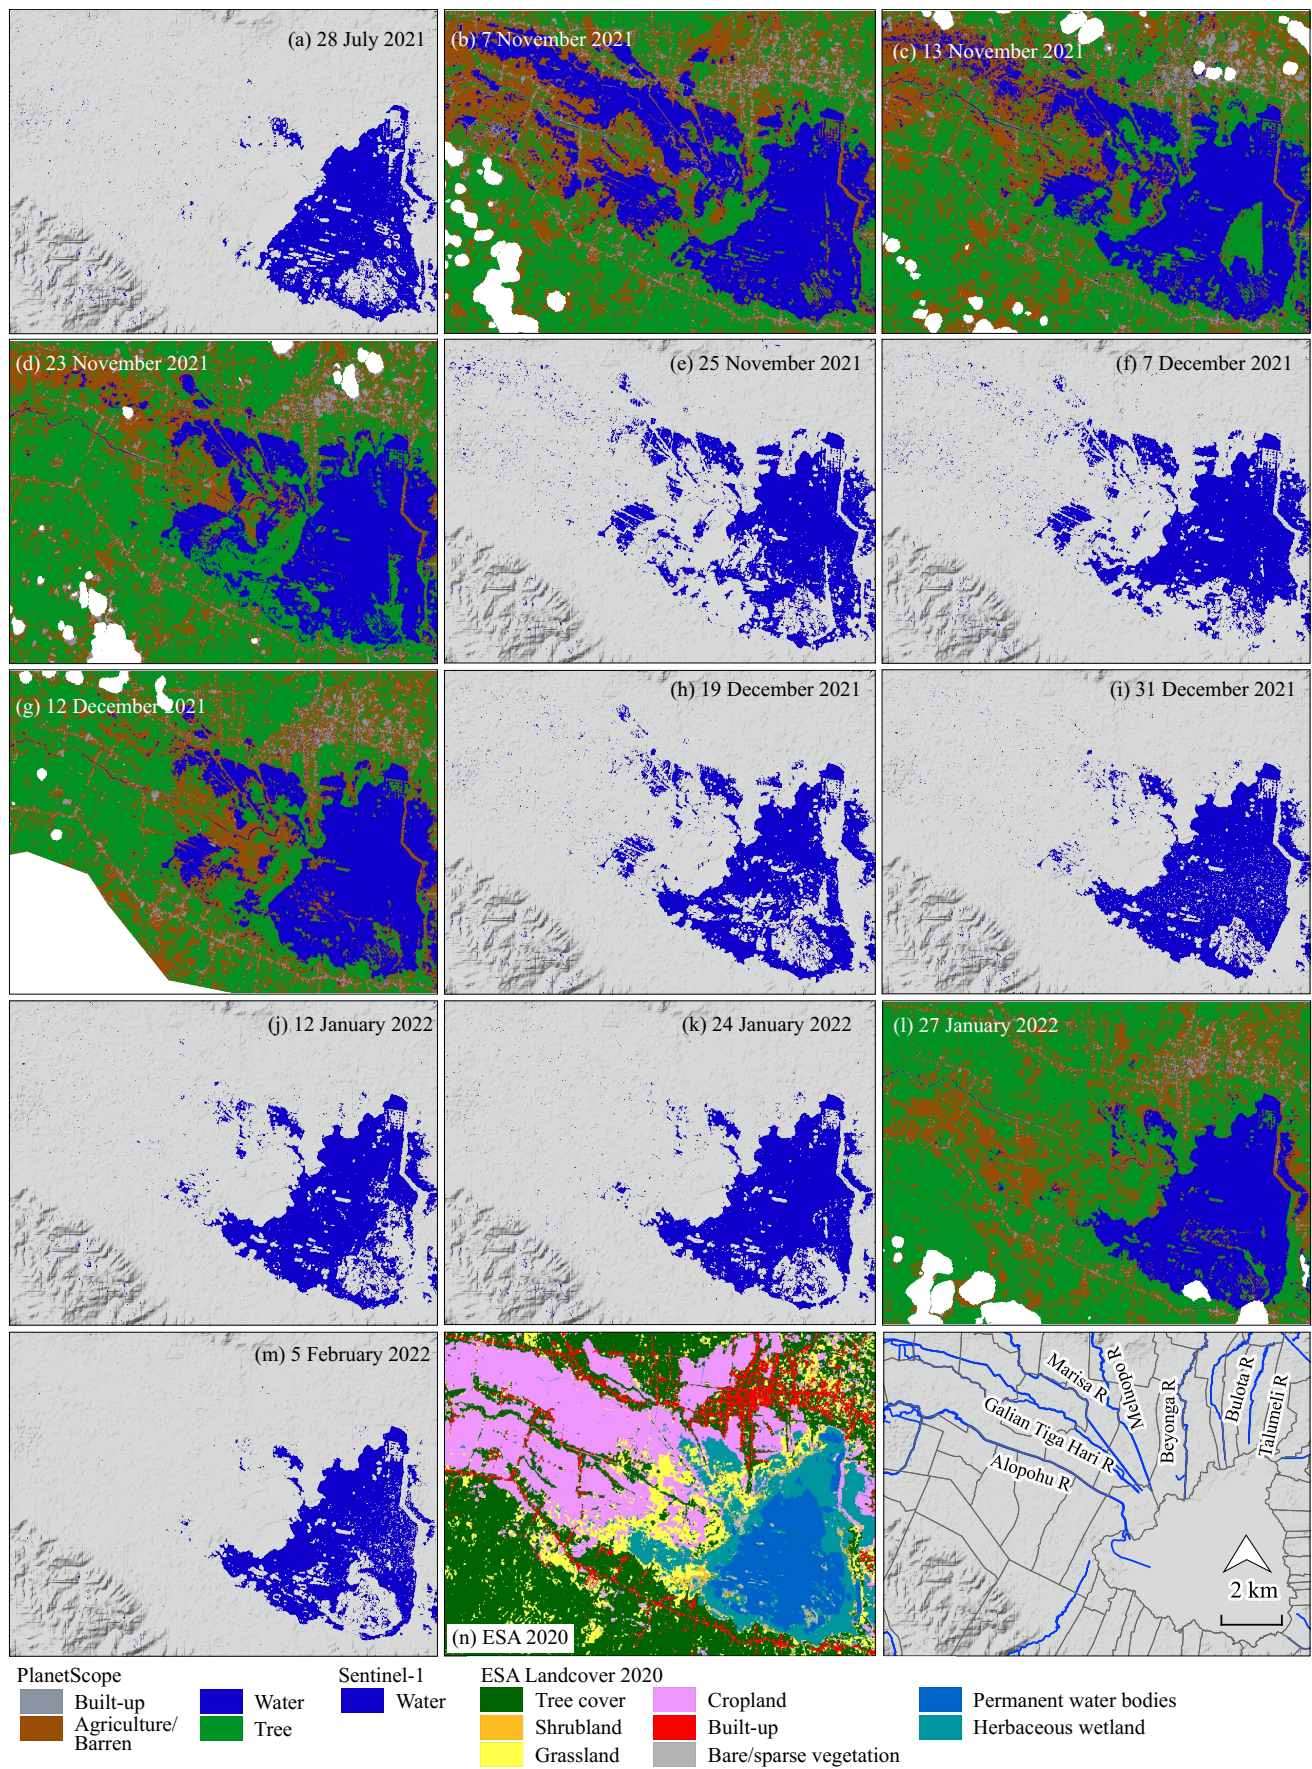 (a) 28 July 2021
(b) 7 November 2021
(c) 13 November 2021
(d) 23 November 2021
(e) 25 November 2021
(f) 7 December 2021
(g) 12 December 2021
(h) 19 December 2021
(i) 31 December 2021
(j) 12 January 2022
(k) 24 January 2022
(l) 27 January 2022
(m) 5 February 2022
(n) ESA 2020
Marisa R
Meluopo R
Beyonga R
Bulota R
Talumeli R
Galian Tiga Hari R
Alopohu R
2 km
PlanetScope
Built-up
Agriculture/
Barren
Water
Tree
Sentinel-1
Water
ESA Landcover 2020
Tree cover
Shrubland
Grassland
Cropland
Built-up
Bare/sparse vegetation
Permanent water bodies
Herbaceous wetland